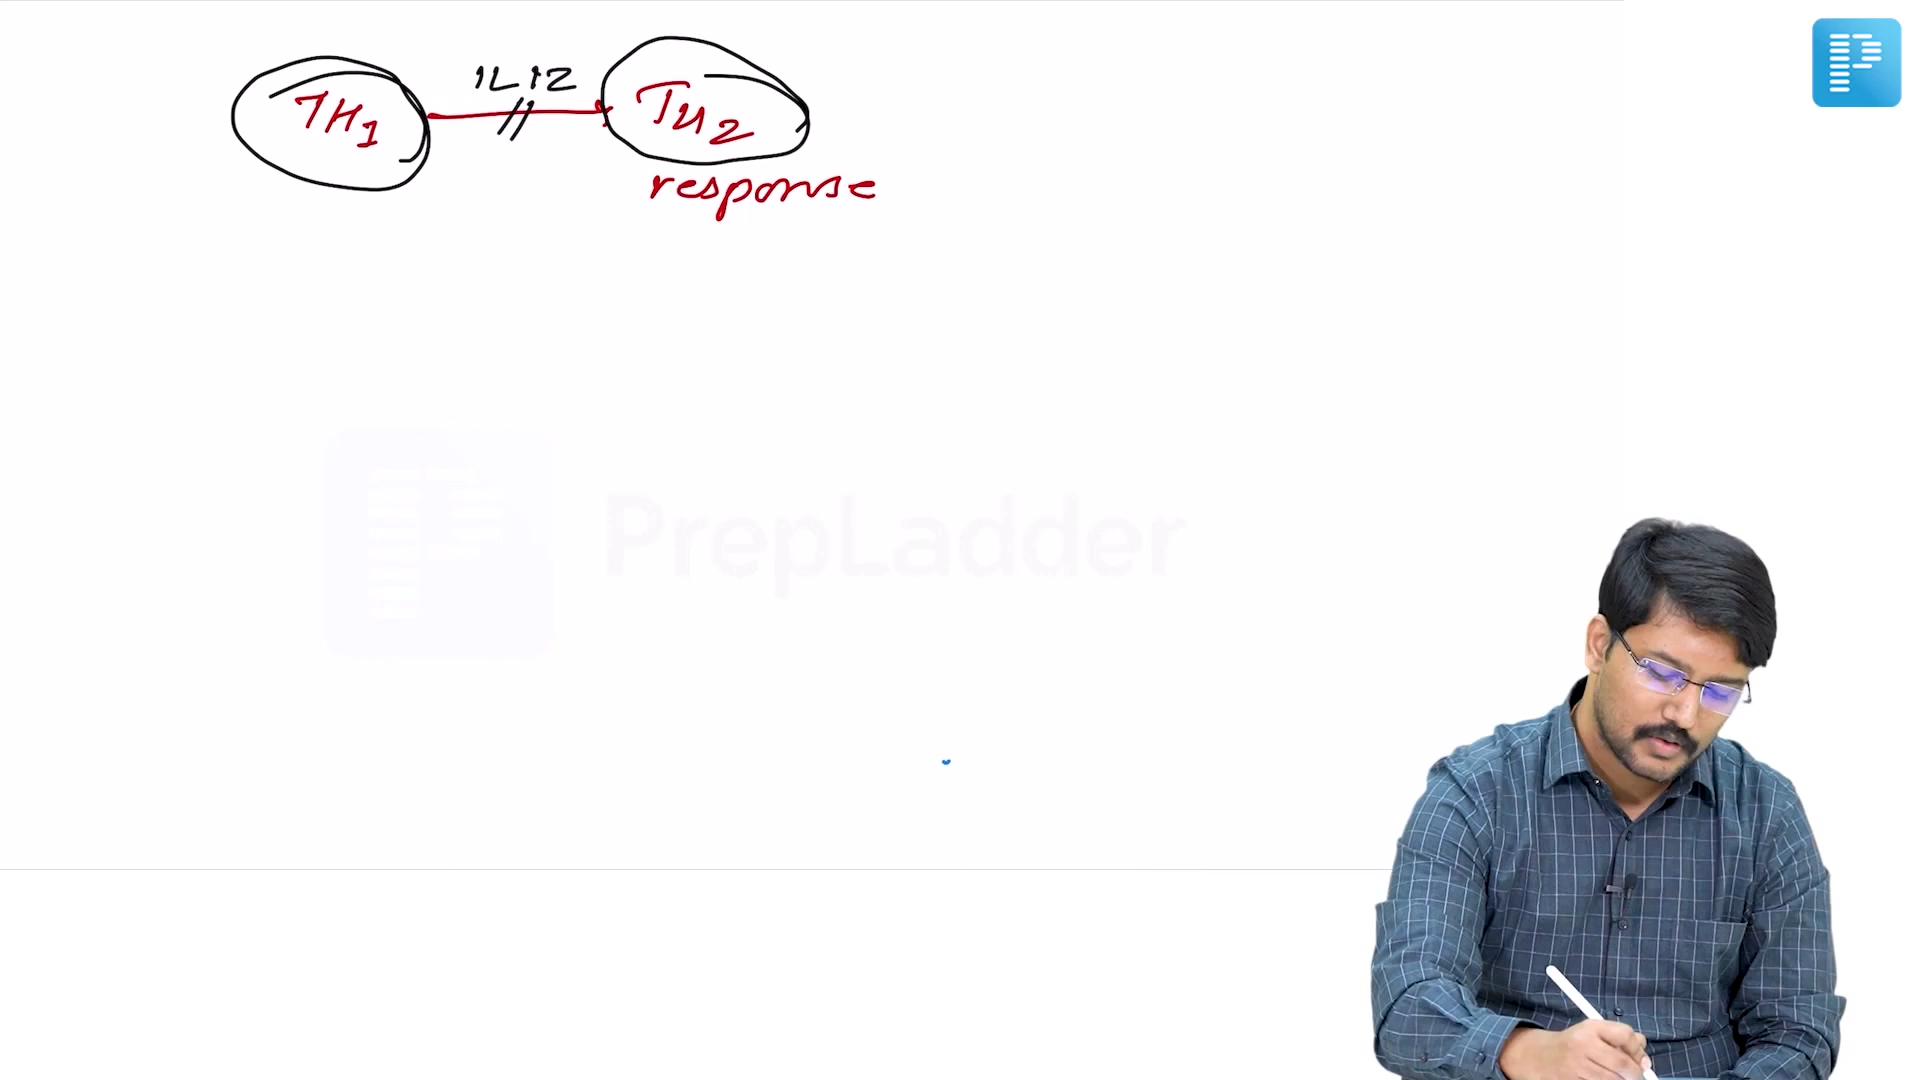 IL12
TH1
TH2
response
PrepLadder